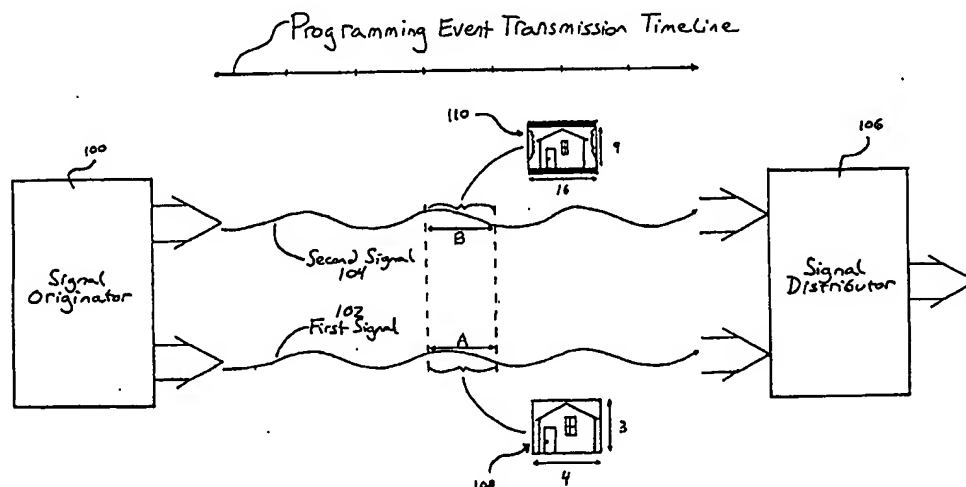 Programming Event Transmission Timeline
110
9
16
100
106
B
Second Signal
104
Signal
Originator
Signal
Distributor
102
First Signal
A
3
4
108